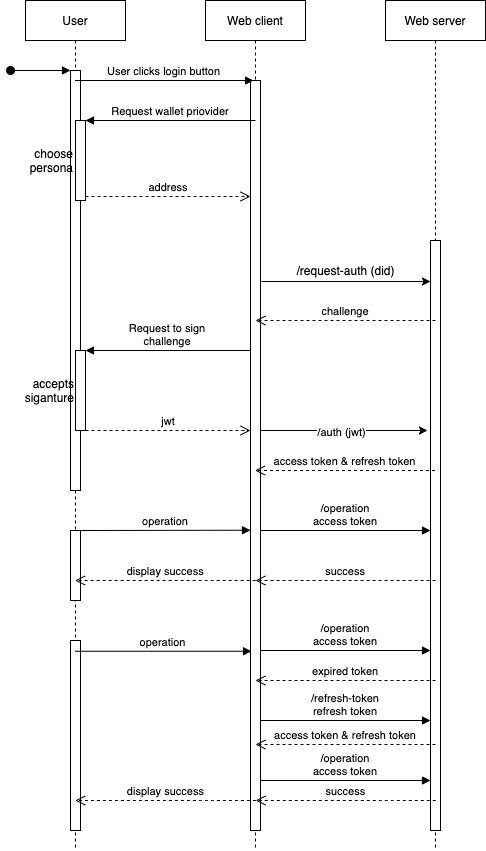 User
Web client
Web server
User clicks login button
Request wallet priovider
choose
persona
address
/request-auth (did)
challenge
Request to sign
challenge
accepts
siganture
jwt
/auth (jwt)
access token & refresh token
operation
/operation
access token
display success
success
operation
/operation
access token
expired token
/refresh-token
refresh token
access token & refresh token
/operation
access token
display success
success